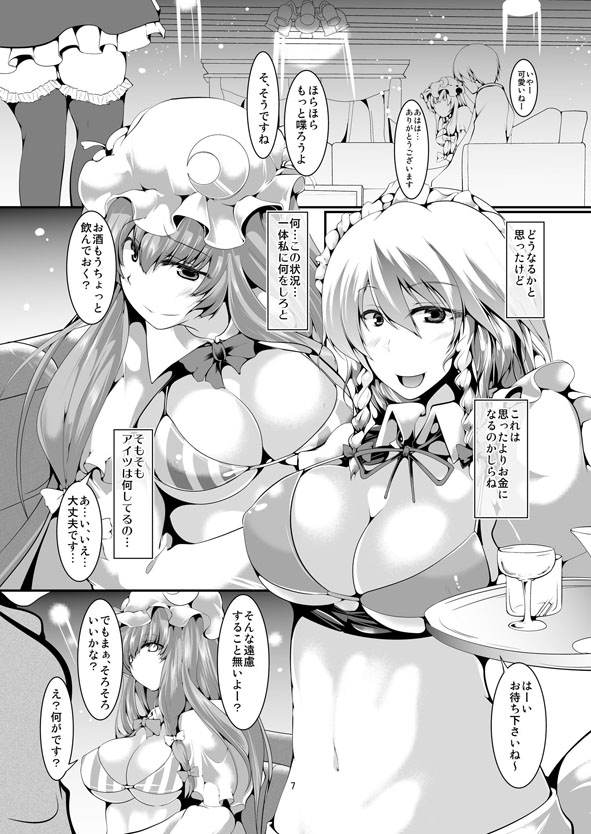 いやー
可愛いねー
あはは…
ありがとうございます
ほらほら
もっと喋ろうよ
そ、そうですね
どうなるかと
思ったけど
何…この状況…
一体私に何をしろと
お酒もうちょっと
飲んでおく？
これは
思ったよりお金に
なるのかしらね
そもそも
アイツは何してるの…
あ…い、いえ…
大丈夫です…
はーい
お待ち下さいね～
そんな遠慮
すること無いよー？
でもまぁ、そろそろ
いいかな？
え？何がです？
7